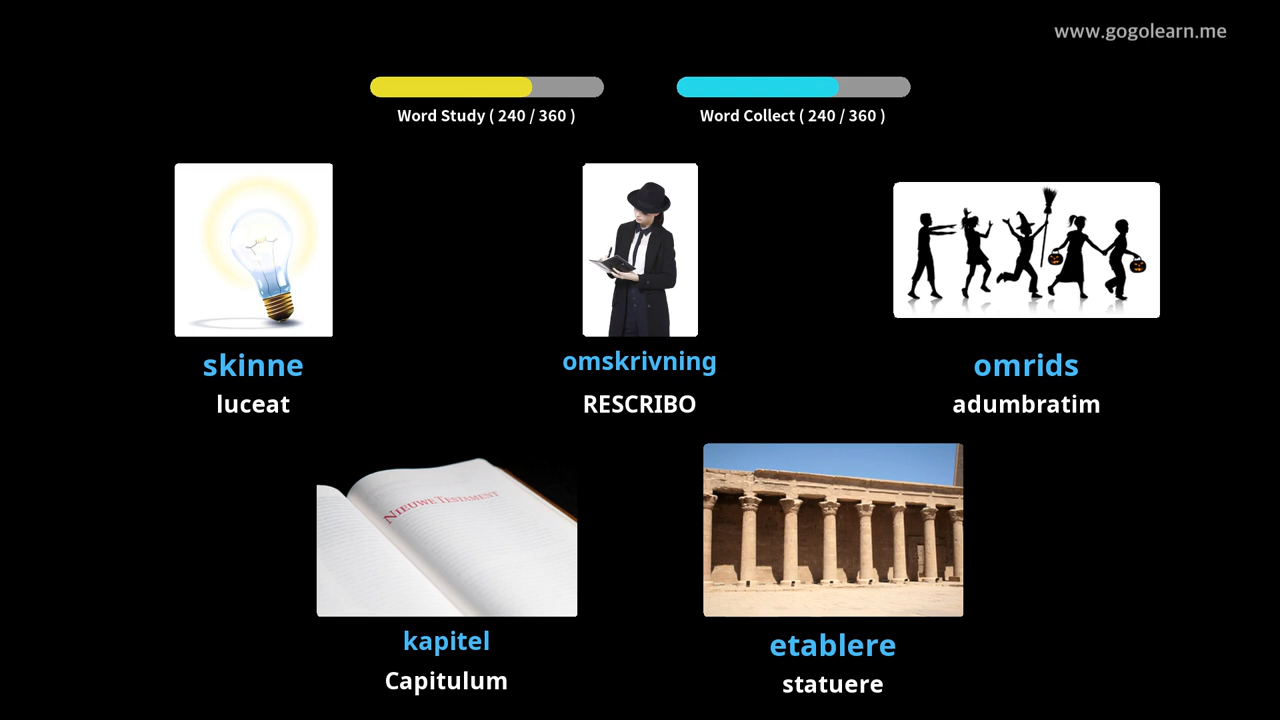 www.gogolearn.me
Word Study ( 240 / 360 )
Word Collect ( 240 / 360 )
skinne
luceat
omskrivning
RESCRIBO
omrids
adumbratim
NIEUWE TESTAMENT
kapitel
Capitulum
etablere
statuere